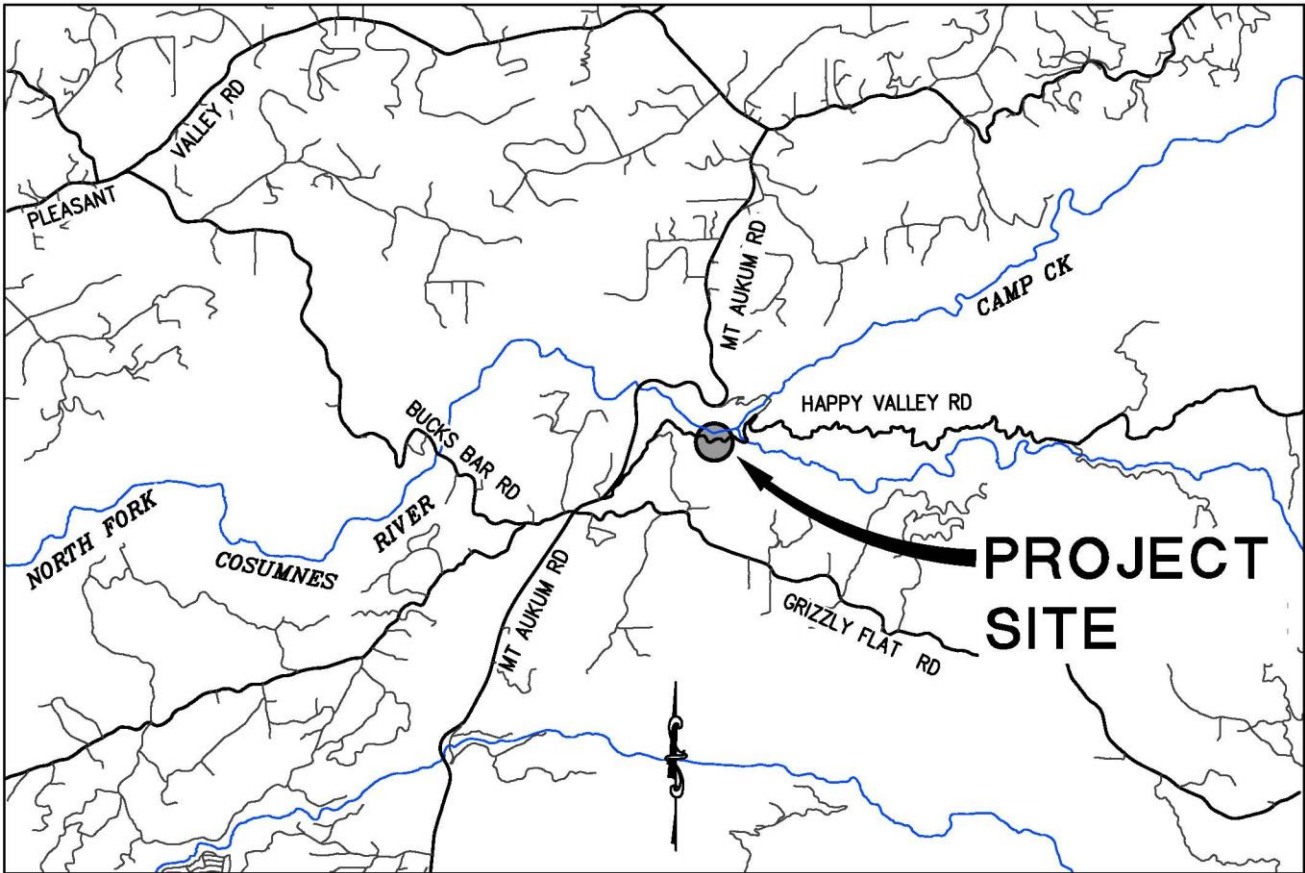 VALLEY RD
PLEASANT
MT AUKUM RD
CAMP CK
HAPPY VALLEY RD
BUCKS BAR RD
NORTH FORK
COSUMNES
RIVER
PROJECT
SITE
MT AUKUM RD
GRIZZLY FLAT RD